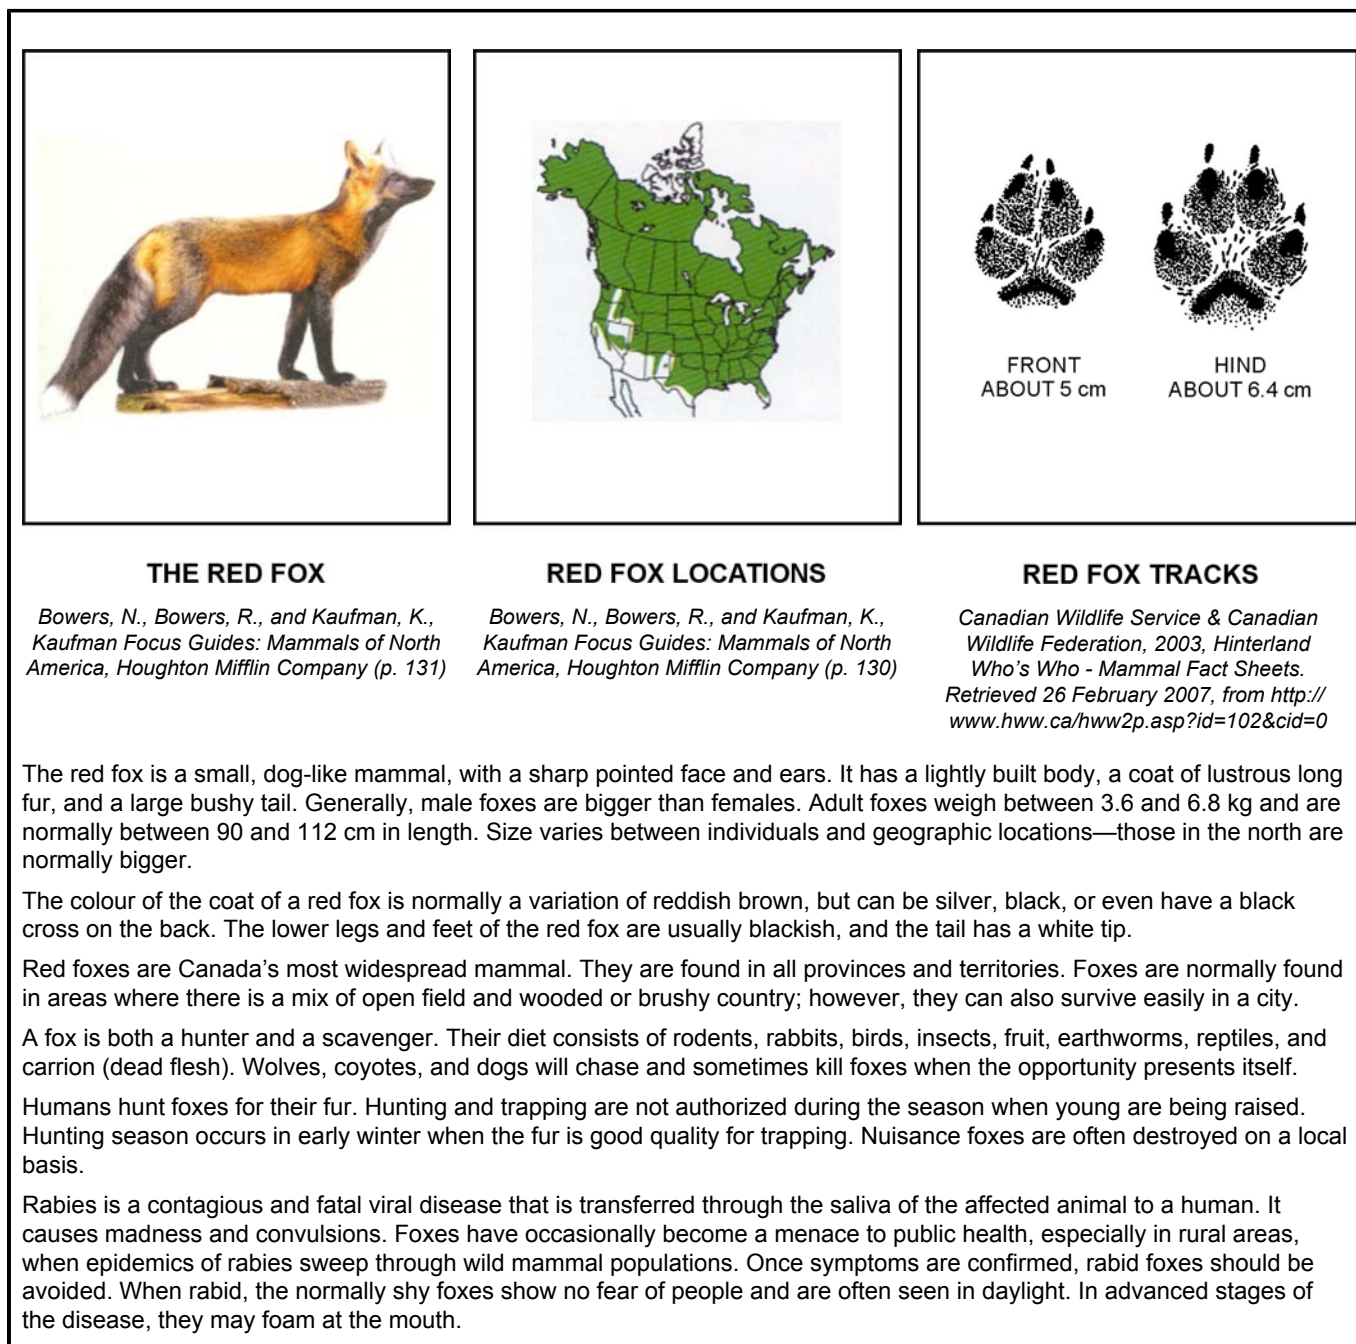 FRONT
ABOUT 5 cm
HIND
ABOUT 6.4 cm
THE RED FOX
Bowers, N., Bowers, R., and Kaufman, K.,
Kaufman Focus Guides: Mammals of North
America, Houghton Mifflin Company (p. 131)
RED FOX LOCATIONS
Bowers, N., Bowers, R., and Kaufman, K.,
Kaufman Focus Guides: Mammals of North
America, Houghton Mifflin Company (p. 130)
RED FOX TRACKS
Canadian Wildlife Service & Canadian
Wildlife Federation, 2003, Hinterland
Who's Who - Mammal Fact Sheets.
Retrieved 26 February 2007, from http://
www.hww.ca/hww2p.asp?id=102&cid=0
The red fox is a small, dog-like mammal, with a sharp pointed face and ears. It has a lightly built body, a coat of lustrous long
fur, and a large bushy tail. Generally, male foxes are bigger than females. Adult foxes weigh between 3.6 and 6.8 kg and are
normally between 90 and 112 cm in length. Size varies between individuals and geographic locations—those in the north are
normally bigger.
The colour of the coat of a red fox is normally a variation of reddish brown, but can be silver, black, or even have a black
cross on the back. The lower legs and feet of the red fox are usually blackish, and the tail has a white tip.
Red foxes are Canada's most widespread mammal. They are found in all provinces and territories. Foxes are normally found
in areas where there is a mix of open field and wooded or brushy country; however, they can also survive easily in a city.
A fox is both a hunter and a scavenger. Their diet consists of rodents, rabbits, birds, insects, fruit, earthworms, reptiles, and
carrion (dead flesh). Wolves, coyotes, and dogs will chase and sometimes kill foxes when the opportunity presents itself.
Humans hunt foxes for their fur. Hunting and trapping are not authorized during the season when young are being raised.
Hunting season occurs in early winter when the fur is good quality for trapping. Nuisance foxes are often destroyed on a local
basis.
Rabies is a contagious and fatal viral disease that is transferred through the saliva of the affected animal to a human. It
causes madness and convulsions. Foxes have occasionally become a menace to public health, especially in rural areas,
when epidemics of rabies sweep through wild mammal populations. Once symptoms are confirmed, rabid foxes should be
avoided. When rabid, the normally shy foxes show no fear of people and are often seen in daylight. In advanced stages of
the disease, they may foam at the mouth.